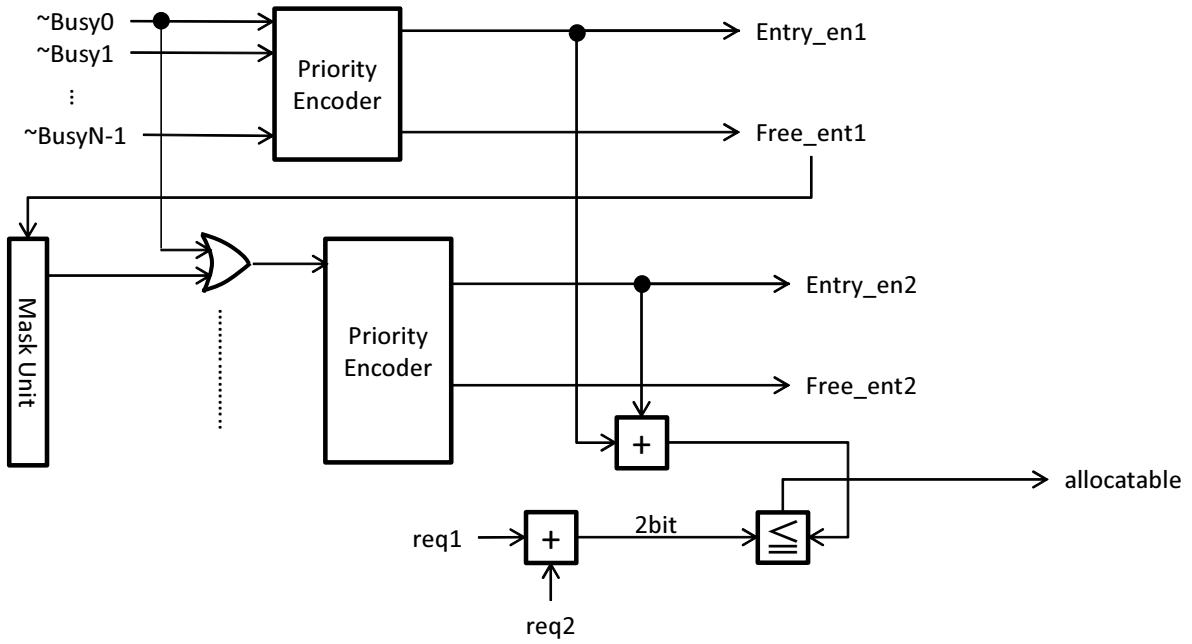 ~Busy0
~Busy1
⋮
~BusyN-1
Priority
Encoder
Entry_en1
Free_ent1
Mask Unit
Priority
Encoder
Entry_en2
Free_ent2
+
allocatable
req1
+
2bit
≦
req2